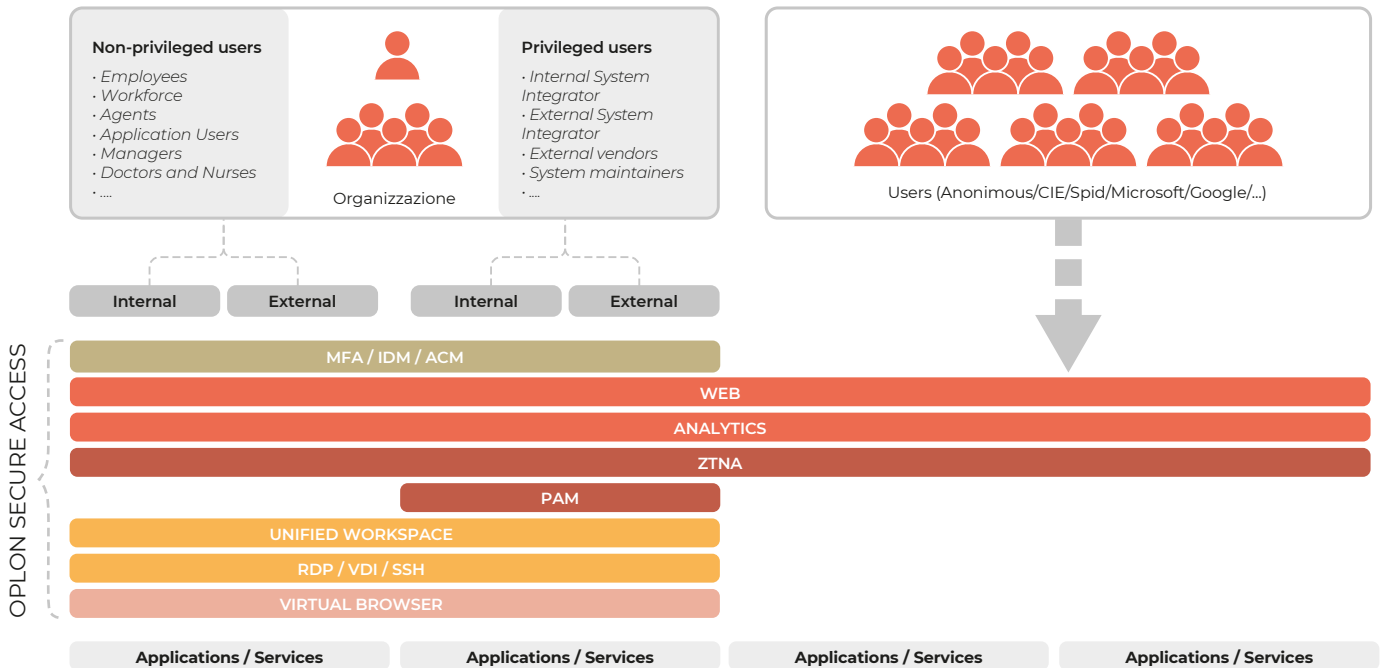 Non-privileged users
• Employees
• Workforce
• Agents
• Application Users
• Managers
• Doctors and Nurses
• ....
Organizzazione
Privileged users
• Internal System
Integrator
• External System
Integrator
• External vendors
• System maintainers
• ....
Users (Anonimous/CIE/Spid/Microsoft/Google/...)
Internal
External
Internal
External
OPLON SECURE ACCESS
MFA / IDM / ACM
WEB
ANALYTICS
ZTNA
PAM
UNIFIED WORKSPACE
RDP / VDI / SSH
VIRTUAL BROWSER
Applications / Services
Applications / Services
Applications / Services
Applications / Services